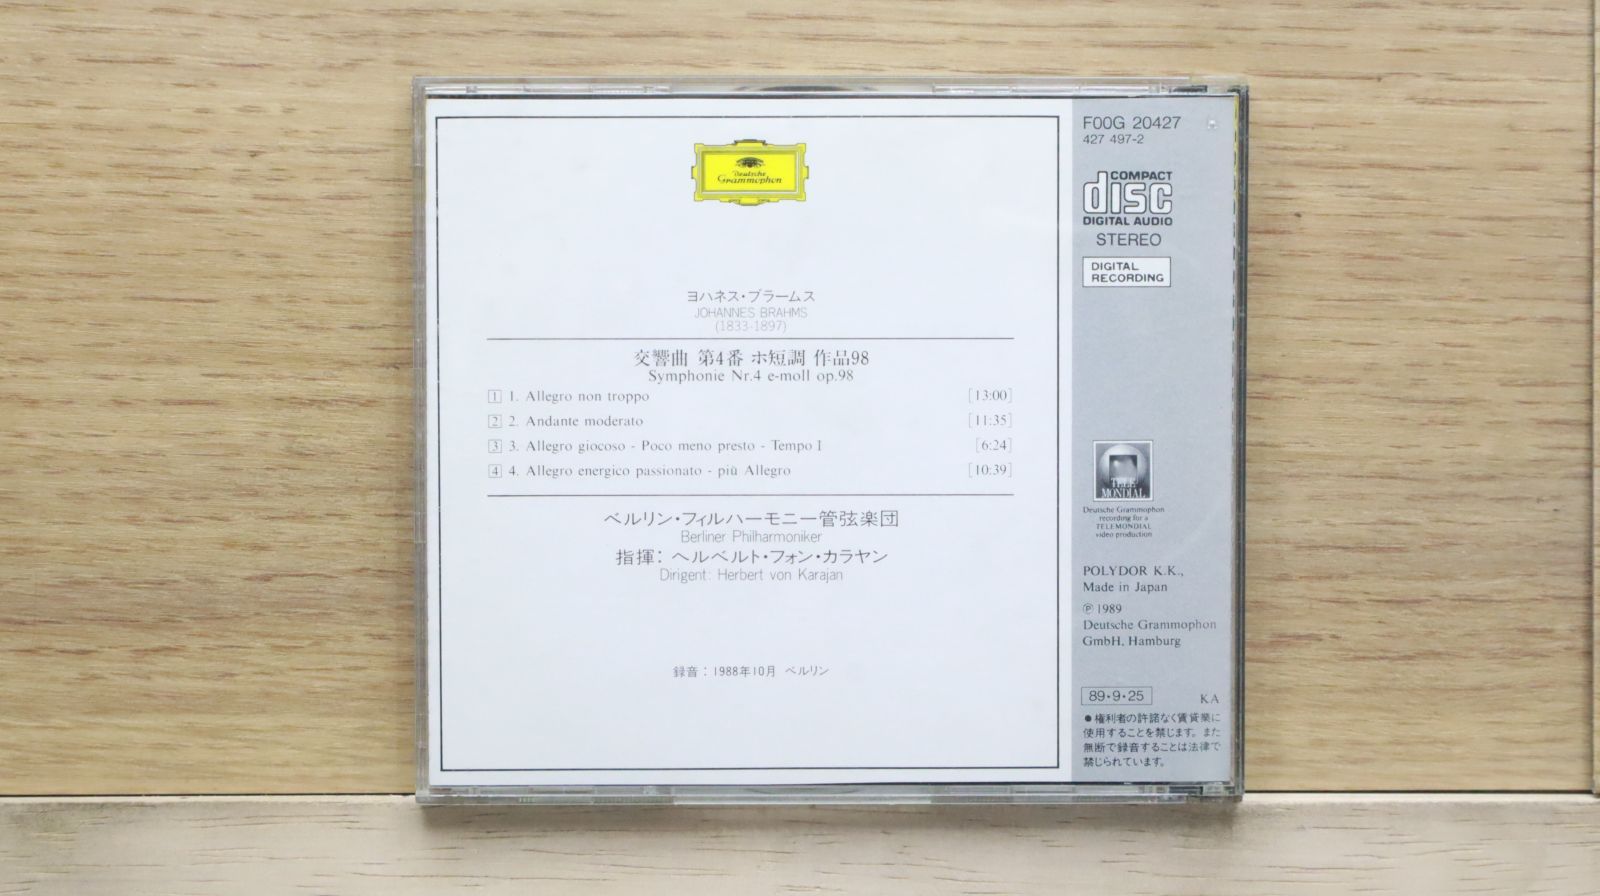 Deutsche
Grammophon
ヨハネス・ブラームス
JOHANNES BRAHMS
(1833-1897)
交響曲 第4番 ホ短調 作品98
Symphonie Nr.4 e-moll op.98
1 1. Allegro non troppo [13:00]
2 2. Andante moderato [11:35]
3 3. Allegro giocoso - Poco meno presto - Tempo I [6:24]
4 4. Allegro energico passionato - più Allegro [10:39]
ベルリン・フィルハーモニー管弦楽団
Berliner Philharmoniker
指揮：ヘルベルト・フォン・カラヤン
Dirigent: Herbert von Karajan
録音：1988年10月 ベルリン
F00G 20427
427 497-2
COMPACT
disc
DIGITAL AUDIO
STEREO
DIGITAL
RECORDING
TELE
MONDIAL
Deutsche Grammophon
recording for a
TELEMONDIAL
video production
POLYDOR K.K.,
Made in Japan
Ⓟ 1989
Deutsche Grammophon
GmbH, Hamburg
89・9・25 KA
●権利者の許諾なく賃貸業に
使用することを禁じます。また
無断で録音することは法律で
禁じられています。